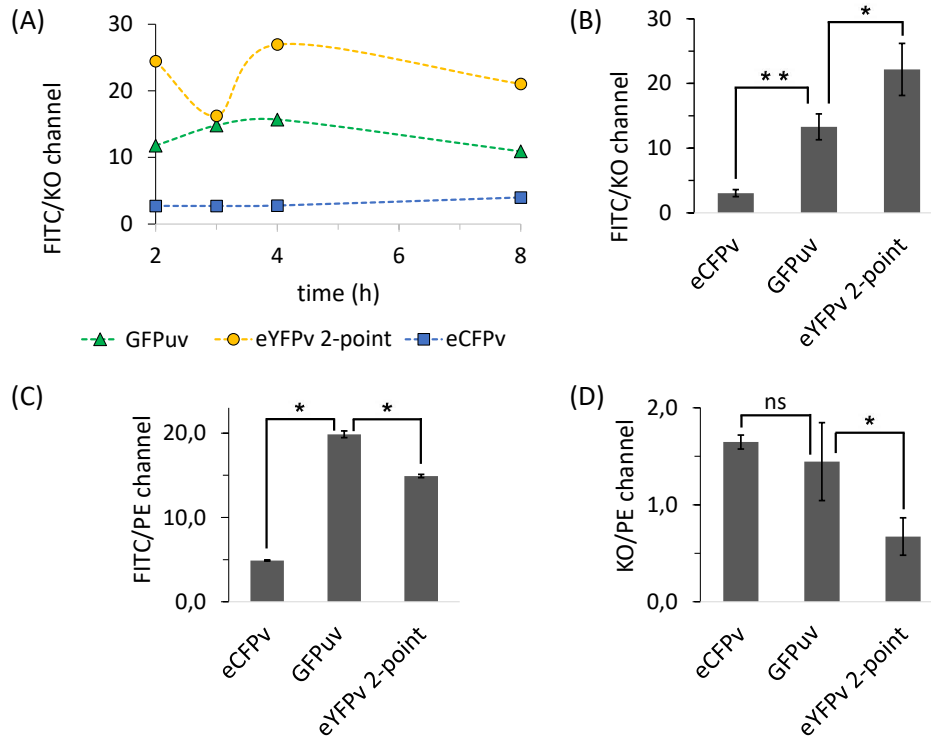 (A)
FITC/KO channel
30
20
10
0
2
4
6
8
time (h)
GFPuv
eYFPv 2-point
eCFPv
(B)
FITC/KO channel
30
20
10
0
* *
*
eCFPv
GFPuv
eYFPv 2-point
(C)
FITC/PE channel
20,0
10,0
0,0
*
*
eCFPv
GFPuv
eYFPv 2-point
(D)
KO/PE channel
2,0
1,0
0,0
ns
*
eCFPv
GFPuv
eYFPv 2-point